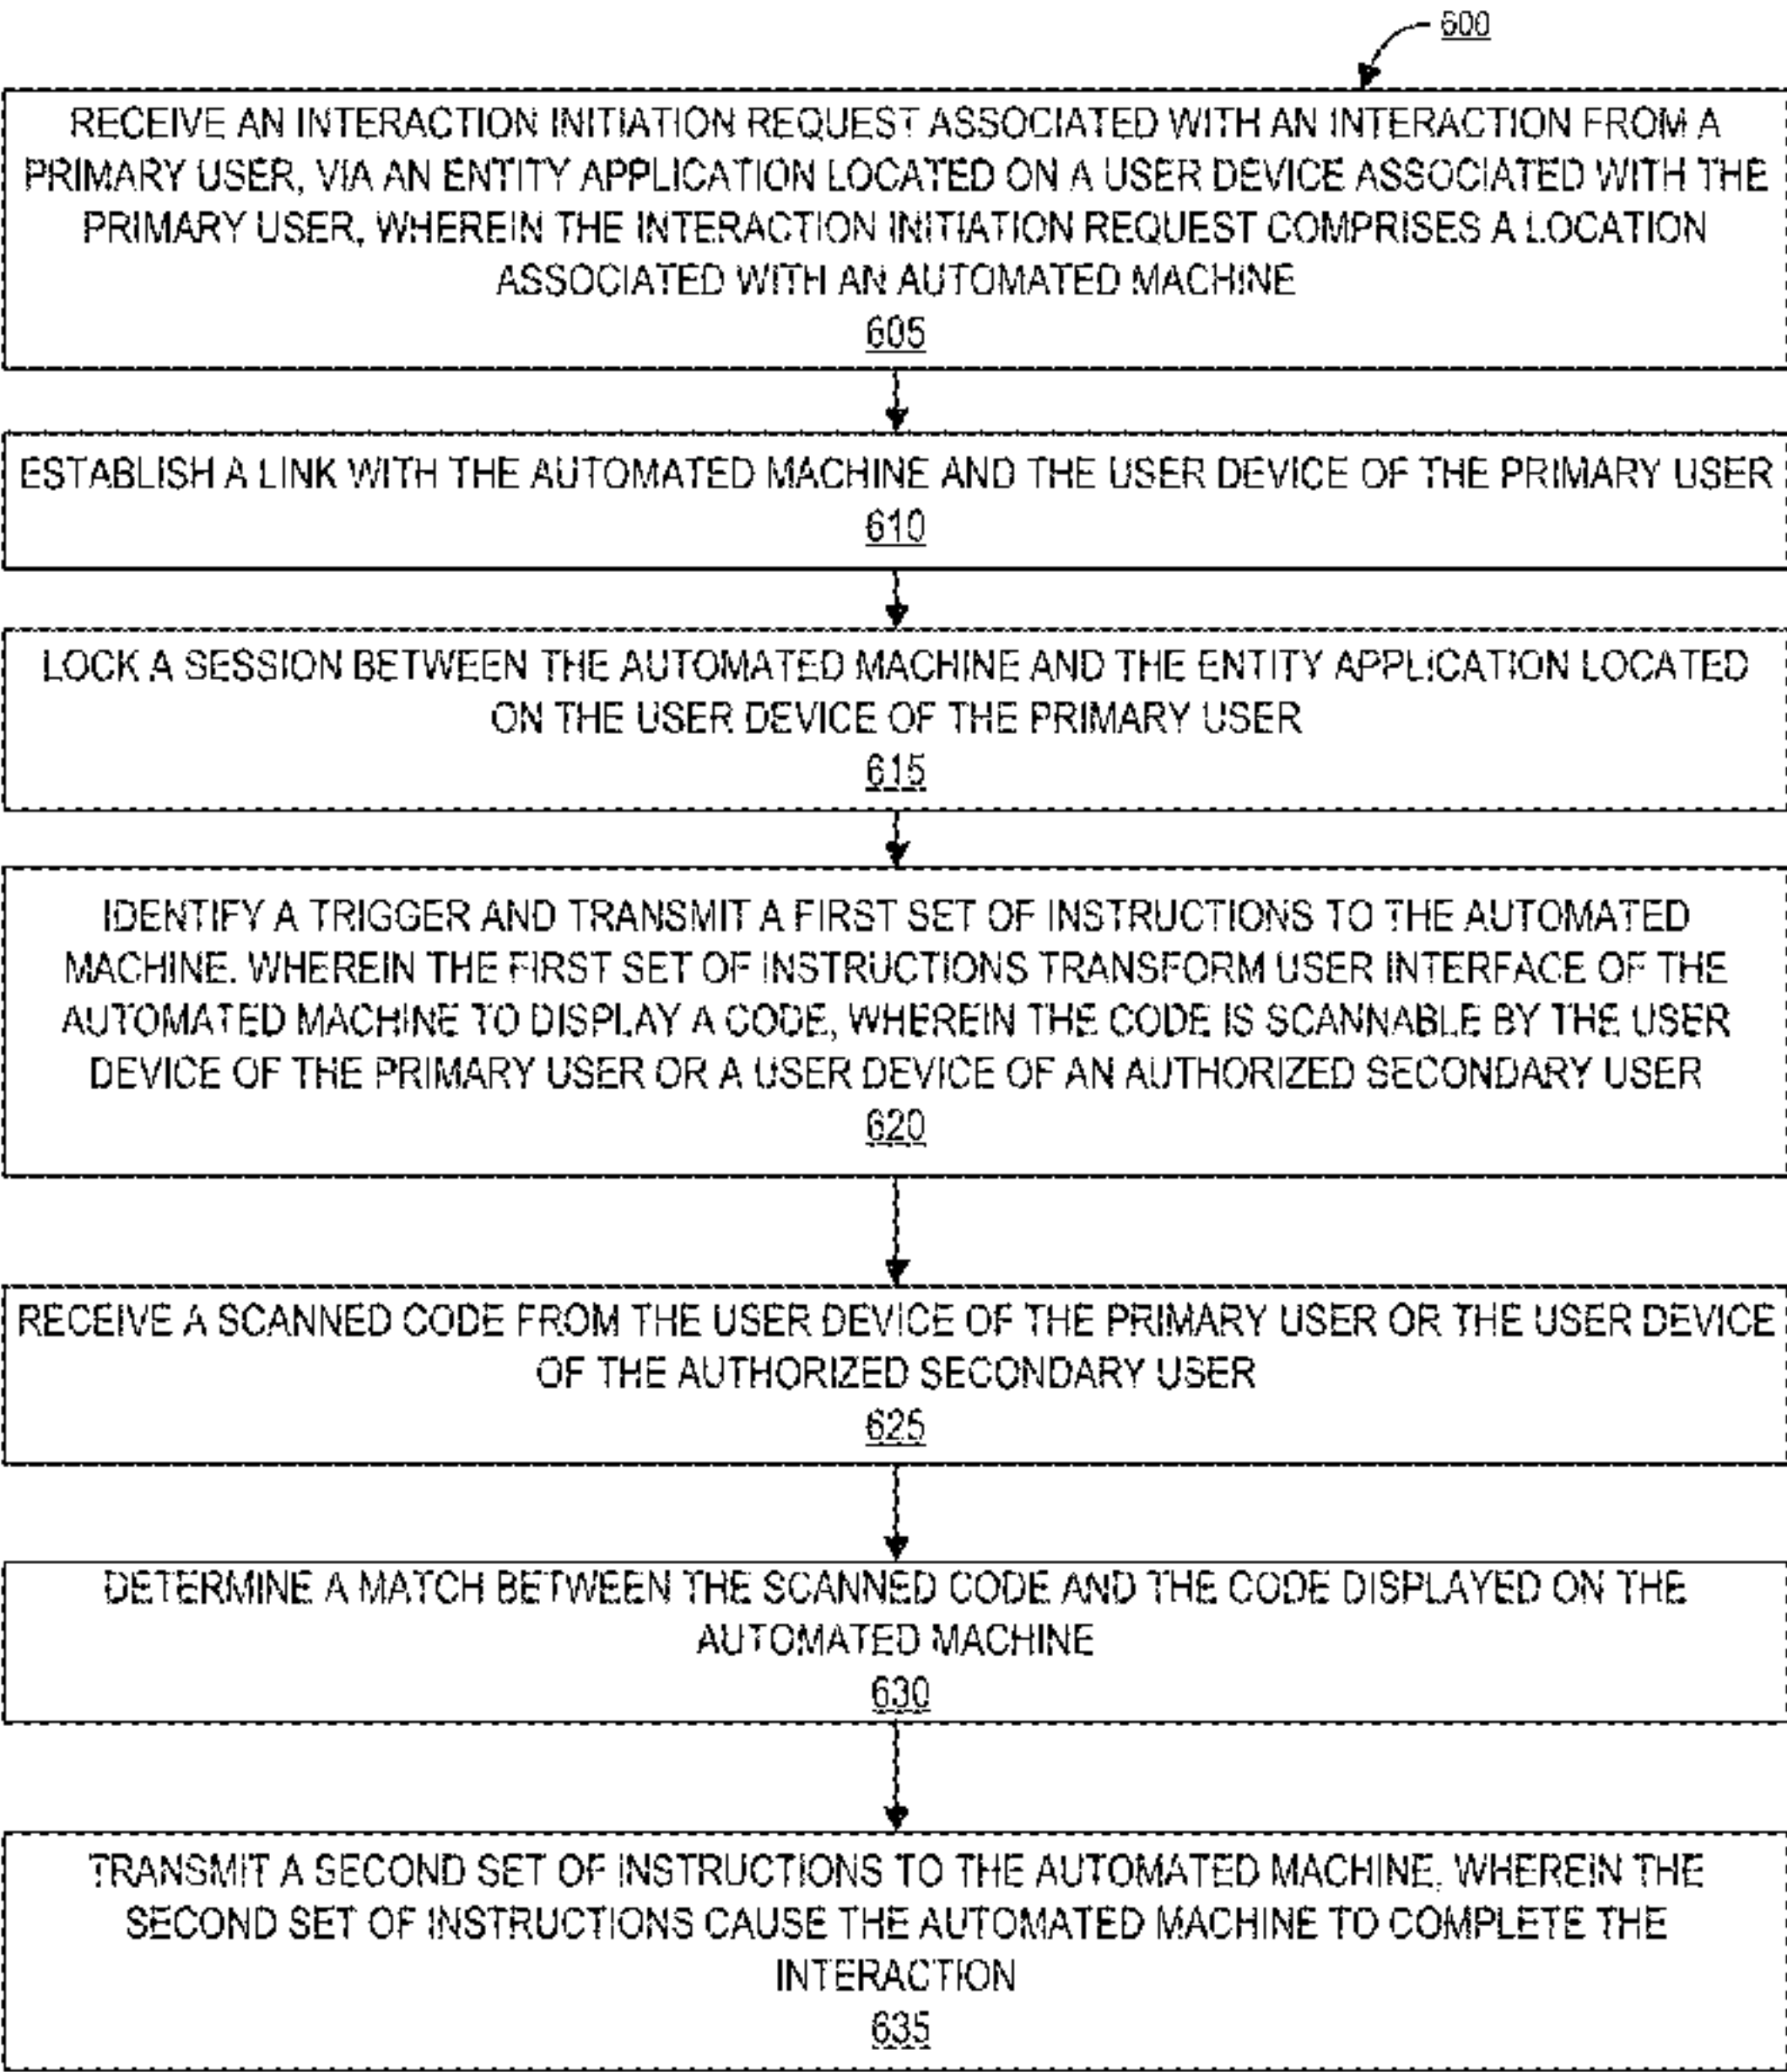 600
RECEIVE AN INTERACTION INITIATION REQUEST ASSOCIATED WITH AN INTERACTION FROM A
PRIMARY USER, VIA AN ENTITY APPLICATION LOCATED ON A USER DEVICE ASSOCIATED WITH THE
PRIMARY USER, WHEREIN THE INTERACTION INITIATION REQUEST COMPRISES A LOCATION
ASSOCIATED WITH AN AUTOMATED MACHINE
605
ESTABLISH A LINK WITH THE AUTOMATED MACHINE AND THE USER DEVICE OF THE PRIMARY USER
610
LOCK A SESSION BETWEEN THE AUTOMATED MACHINE AND THE ENTITY APPLICATION LOCATED
ON THE USER DEVICE OF THE PRIMARY USER
615
IDENTIFY A TRIGGER AND TRANSMIT A FIRST SET OF INSTRUCTIONS TO THE AUTOMATED
MACHINE. WHEREIN THE FIRST SET OF INSTRUCTIONS TRANSFORM USER INTERFACE OF THE
AUTOMATED MACHINE TO DISPLAY A CODE, WHEREIN THE CODE IS SCANNABLE BY THE USER
DEVICE OF THE PRIMARY USER OR A USER DEVICE OF AN AUTHORIZED SECONDARY USER
620
RECEIVE A SCANNED CODE FROM THE USER DEVICE OF THE PRIMARY USER OR THE USER DEVICE
OF THE AUTHORIZED SECONDARY USER
625
DETERMINE A MATCH BETWEEN THE SCANNED CODE AND THE CODE DISPLAYED ON THE
AUTOMATED MACHINE
630
TRANSMIT A SECOND SET OF INSTRUCTIONS TO THE AUTOMATED MACHINE, WHEREIN THE
SECOND SET OF INSTRUCTIONS CAUSE THE AUTOMATED MACHINE TO COMPLETE THE
INTERACTION
635